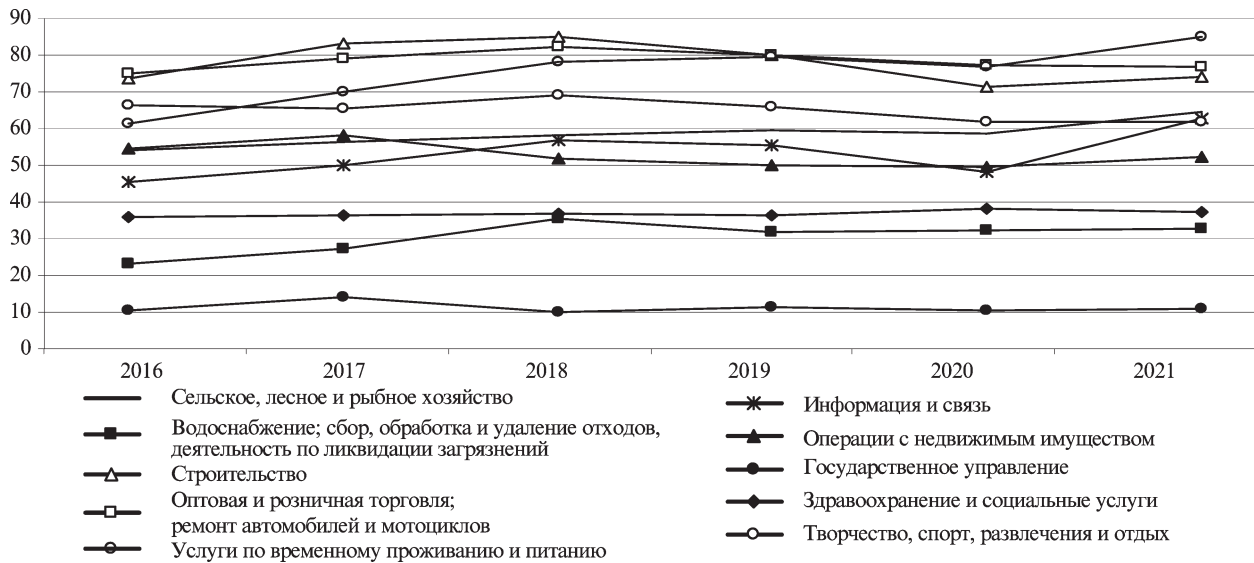 90
80
70
60
50
40
30
20
10
0
2016 2017 2018 2019 2020 2021
Сельское, лесное и рыбное хозяйство
Водоснабжение; сбор, обработка и удаление отходов,
деятельность по ликвидации загрязнений
Строительство
Оптовая и розничная торговля;
ремонт автомобилей и мотоциклов
Услуги по временному проживанию и питанию
Информация и связь
Операции с недвижимым имуществом
Государственное управление
Здравоохранение и социальные услуги
Творчество, спорт, развлечения и отдых